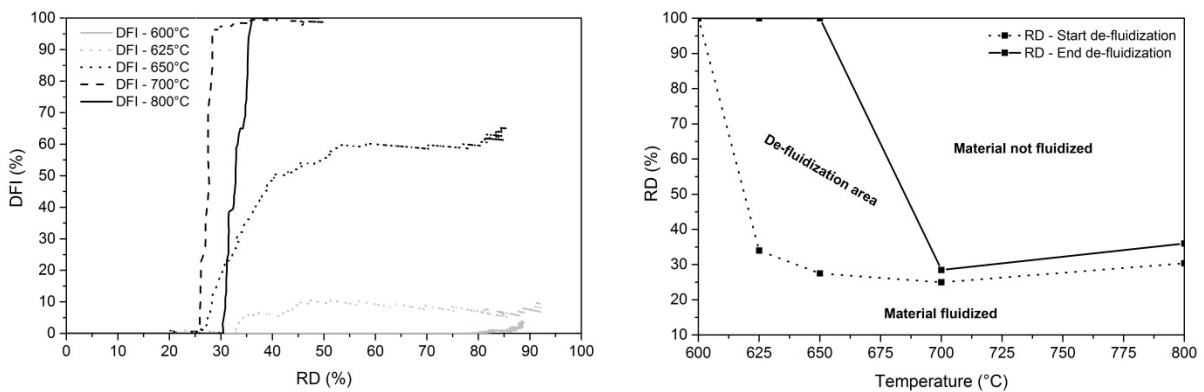 100
90
80
70
60
50
40
30
20
10
0
DFI (%)
DFI - 600°C
DFI - 625°C
DFI - 650°C
DFI - 700°C
DFI - 800°C
0 10 20 30 40 50 60 70 80 90 100
RD (%)
100
90
80
70
60
50
40
30
20
10
RD (%)
RD - Start de-fluidization
RD - End de-fluidization
De-fluidization area
Material not fluidized
Material fluidized
600 625 650 675 700 725 750 775 800
Temperature (°C)